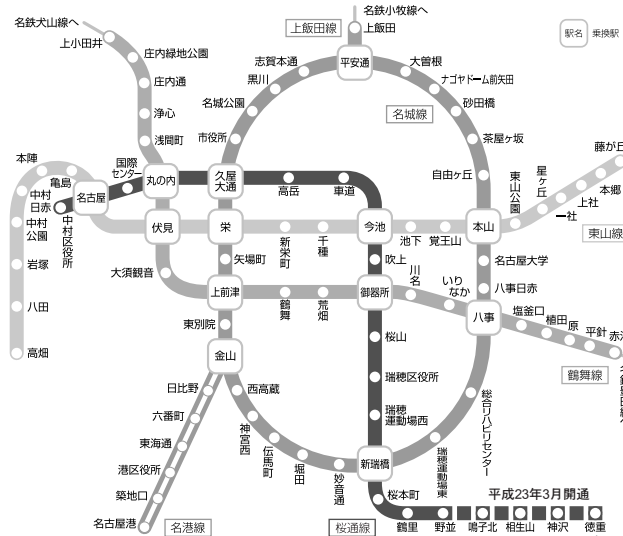 名鉄犬山線へ
名鉄小牧線へ
上飯田線
上飯田
駅名
乗換駅
上小田井
庄内緑地公園
庄内通
浄心
浅間町
志賀本通
黒川
名城公園
市役所
平安通
大曽根
ナゴヤドーム前矢田
砂田橋
名城線
茶屋ヶ坂
自由ヶ丘
本陣
亀島
国際
センター
丸の内
久屋
大通
高岳
車道
藤が丘
本郷
上社
一社
星ヶ丘
東山公園
中村
日赤
名古屋
中村区役所
中村
公園
岩塚
八田
高畑
伏見
栄
新栄町
千種
今池
池下
覚王山
本山
東山線
大須観音
矢場町
吹上
名古屋大学
上前津
鶴舞
荒畑
御器所
川名
いり
なか
八事日赤
八事
塩釜口
植田
原
平針
赤池
鶴舞線
東別院
金山
桜山
瑞穂区役所
瑞穂
運動場西
日比野
六番町
東海通
港区役所
築地口
名古屋港
名港線
西高蔵
神宮西
伝馬町
堀田
妙音通
新瑞橋
瑞穂運動場東
総合リハビリセンター
桜通線
桜本町
鶴里
野並
鳴子北
相生山
神沢
徳重
平成23年3月開通